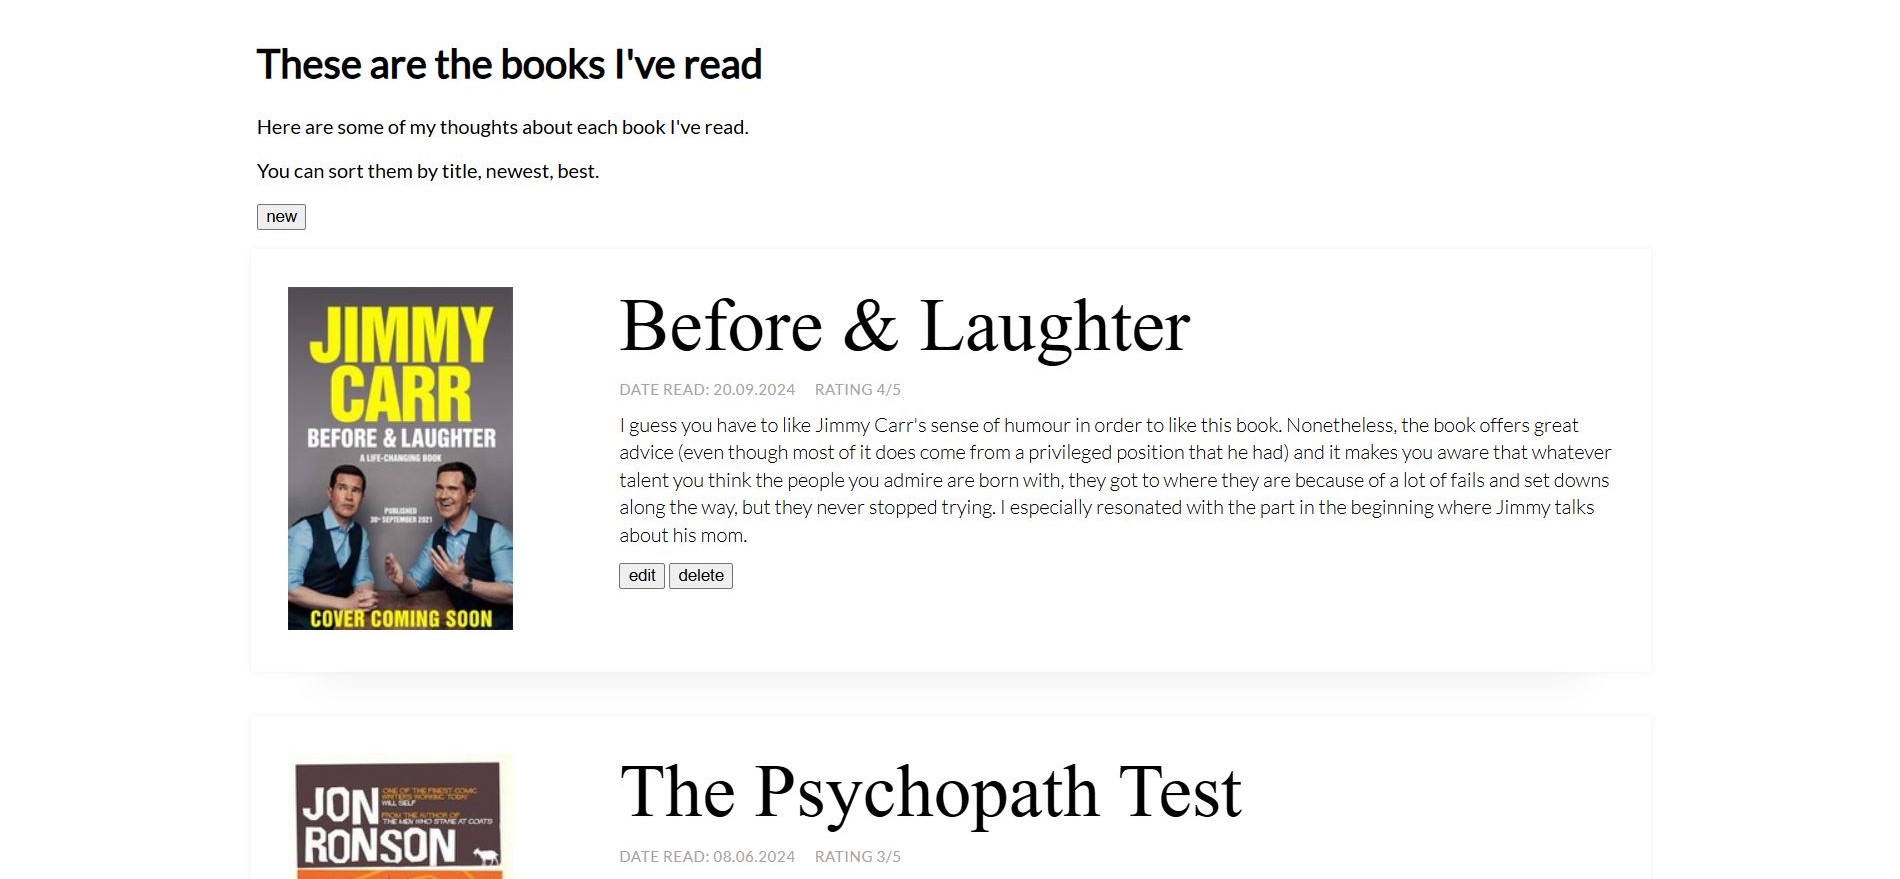 These are the books I've read
Here are some of my thoughts about each book I've read.
You can sort them by title, newest, best.
new
JIMMY
CARR
BEFORE & LAUGHTER
A LIFE-CHANGING BOOK
PUBLISHED
30TH SEPTEMBER 2021
COVER COMING SOON
Before & Laughter
DATE READ: 20.09.2024 RATING 4/5
I guess you have to like Jimmy Carr's sense of humour in order to like this book. Nonetheless, the book offers great
advice (even though most of it does come from a privileged position that he had) and it makes you aware that whatever
talent you think the people you admire are born with, they got to where they are because of a lot of fails and set downs
along the way, but they never stopped trying. I especially resonated with the part in the beginning where Jimmy talks
about his mom.
edit delete
JON
RONSON
ONE OF THE FINEST COMIC
WRITERS WORKING TODAY
WILL SELF
FROM THE AUTHOR OF
THE MEN WHO STARE AT GOATS
The Psychopath Test
DATE READ: 08.06.2024 RATING 3/5